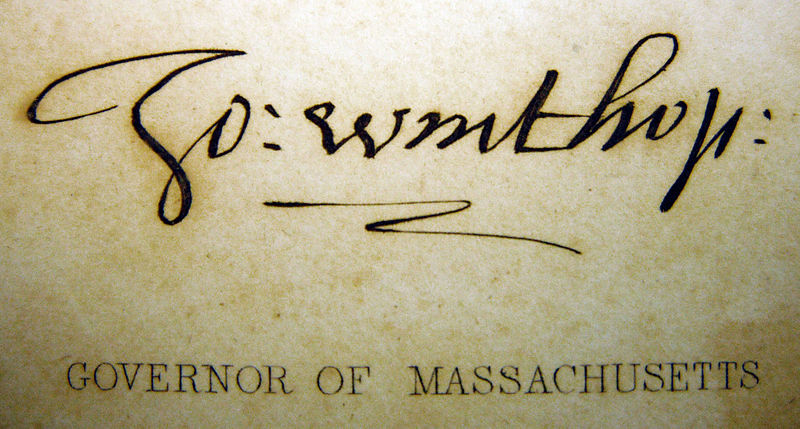 Jo: Winthop:
GOVERNOR OF MASSACHUSETTS